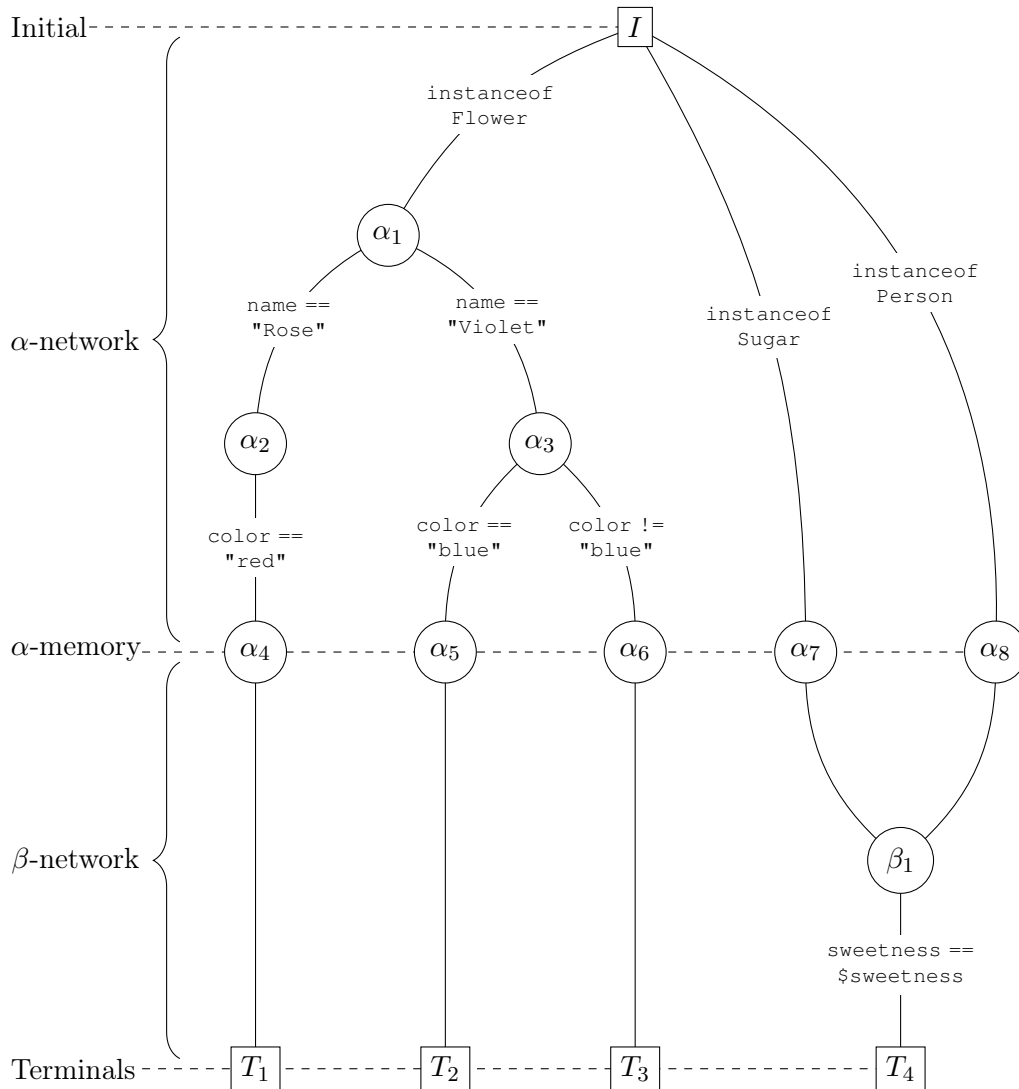 Initial
I
instanceof
Flower
α1
instanceof
Person
name ==
"Rose"
name ==
"Violet"
instanceof
Sugar
α-network
α2
α3
color ==
"red"
color ==
"blue"
color !=
"blue"
α-memory
α4
α5
α6
α7
α8
β-network
β1
sweetness ==
$sweetness
Terminals
T1
T2
T3
T4